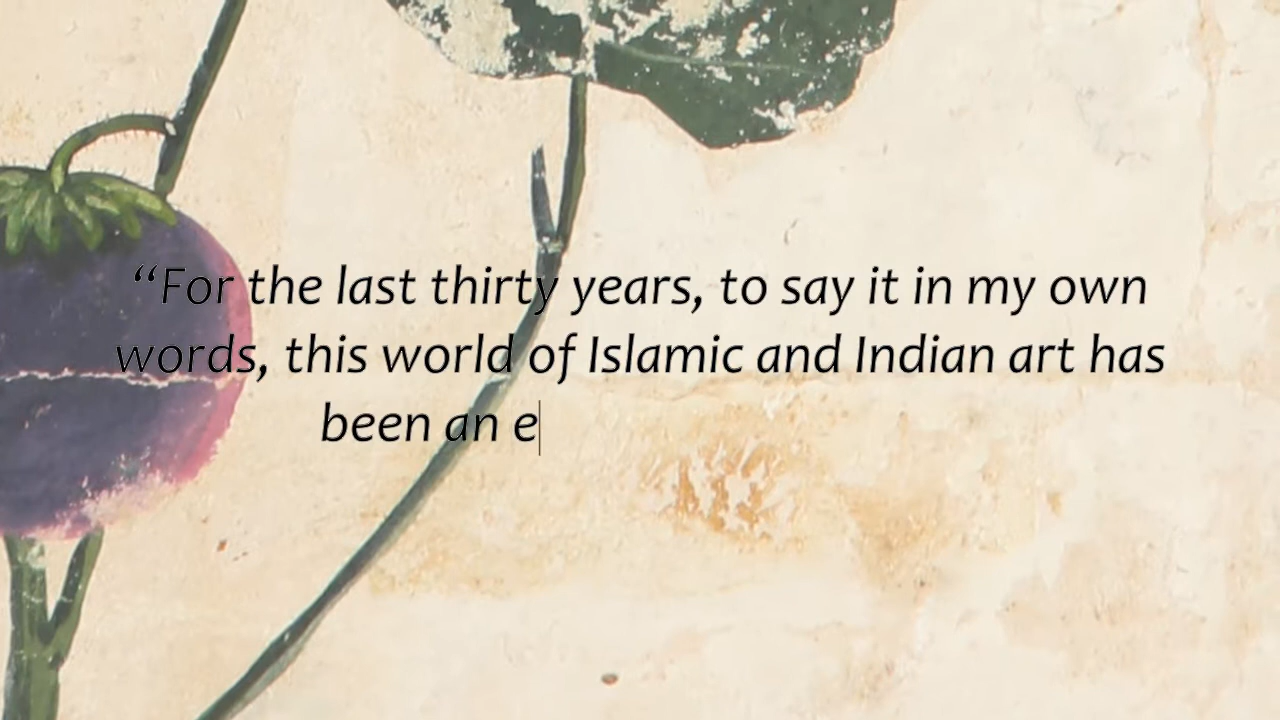 “For the last thirty years, to say it in my own
words, this world of Islamic and Indian art has
been an e